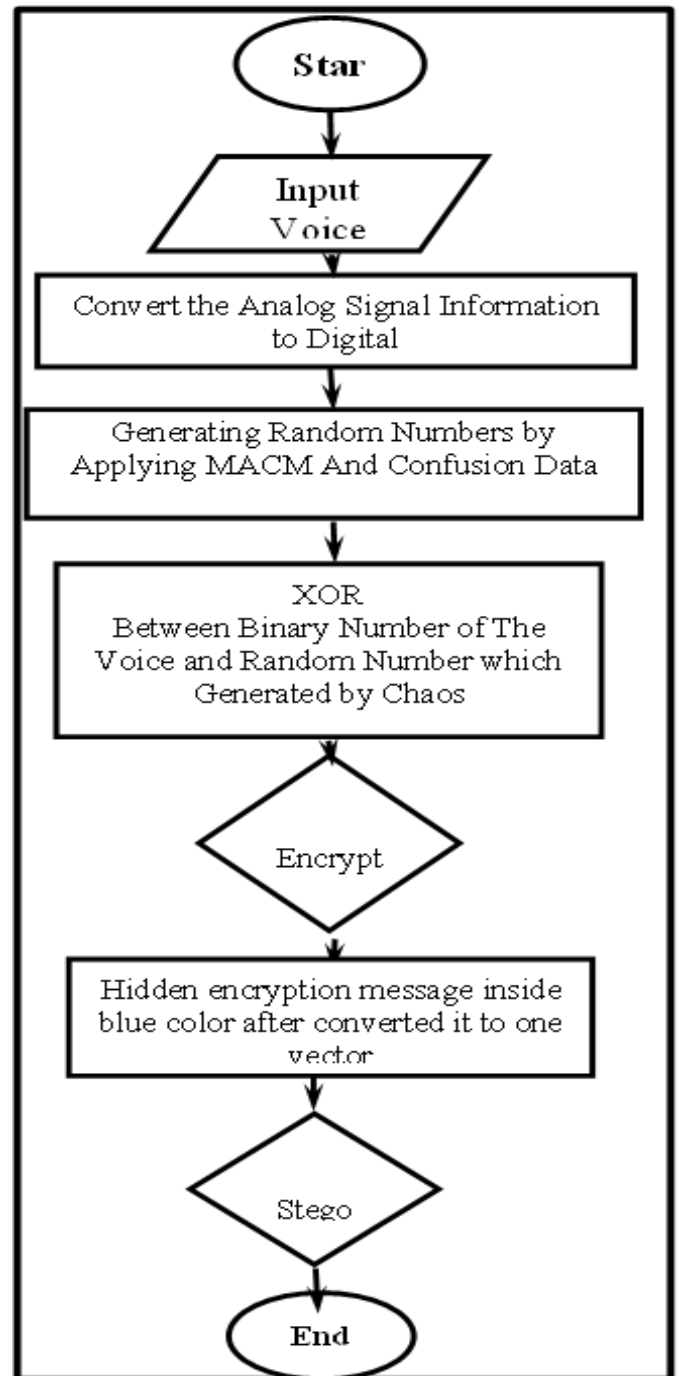 Star
Input
Voice
Convert the Analog Signal Information
to Digital
Generating Random Numbers by
Applying MACM And Confusion Data
XOR
Between Binary Number of The
Voice and Random Number which
Generated by Chaos
Encrypt
Hidden encryption message inside
blue color after converted it to one
vector
Stego
End